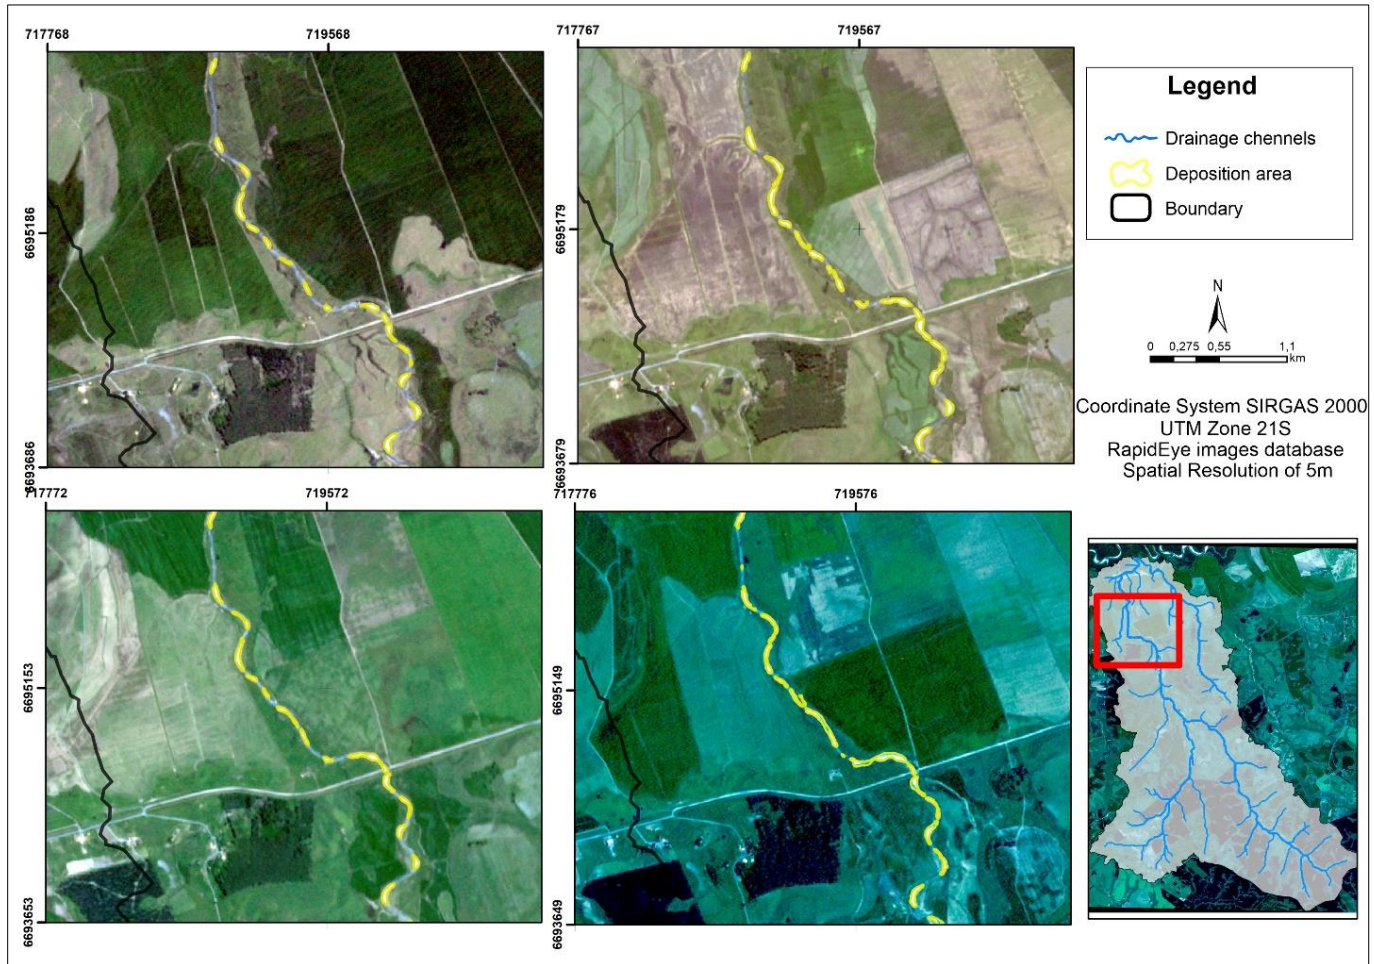 717768
719568
717767
719567
6695186
6693686
6695179
6693679
717772
719572
717776
719576
6695153
6693653
6695149
6693649
Legend
Drainage channels
Deposition area
Boundary
N
0 0,275 0,55 1,1
km
Coordinate System SIRGAS 2000
UTM Zone 21S
RapidEye images database
Spatial Resolution of 5m